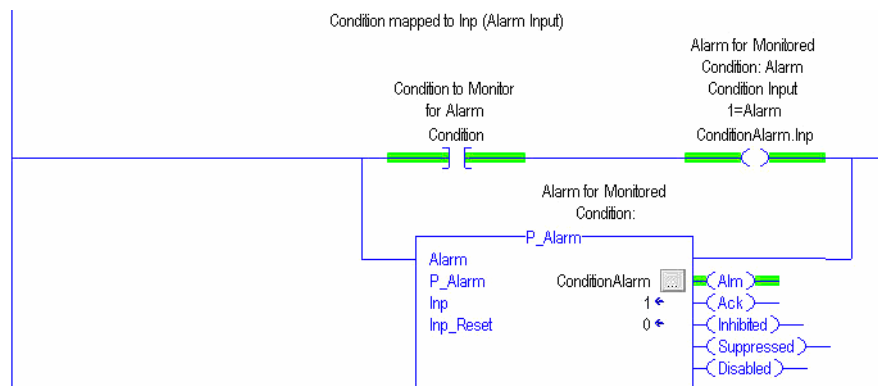 Condition mapped to Inp (Alarm Input)
Alarm for Monitored
Condition: Alarm
Condition Input
1=Alarm
ConditionAlarm.Inp
Condition to Monitor
for Alarm
Condition
Alarm for Monitored
Condition:
P_Alarm
Alarm
P_Alarm ConditionAlarm ... Alm
Inp 1 Ack
Inp_Reset 0 Inhibited
Suppressed
Disabled